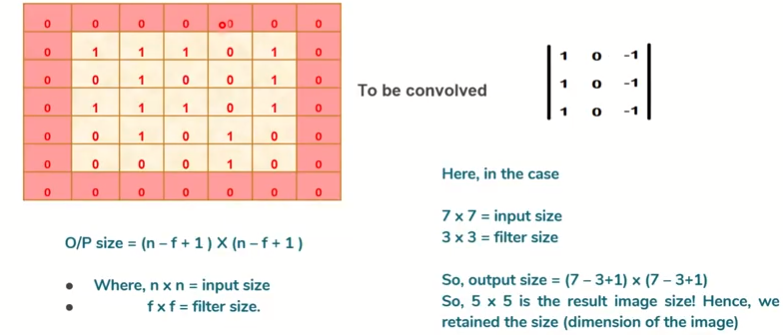 0 0 0 0 0 0 0
0 1 1 1 0 1 0
0 0 1 0 0 1 0
0 1 1 1 0 1 0
0 0 1 0 1 0 0
0 0 0 0 1 0 0
0 0 0 0 0 0 0
To be convolved
1 0 -1
1 0 -1
1 0 -1
O/P size = (n – f + 1 ) X (n – f + 1 )
● Where, n x n = input size
● f x f = filter size.
Here, in the case
7 x 7 = input size
3 x 3 = filter size
So, output size = (7 – 3+1) x (7 – 3+1)
So, 5 x 5 is the result image size! Hence, we
retained the size (dimension of the image)